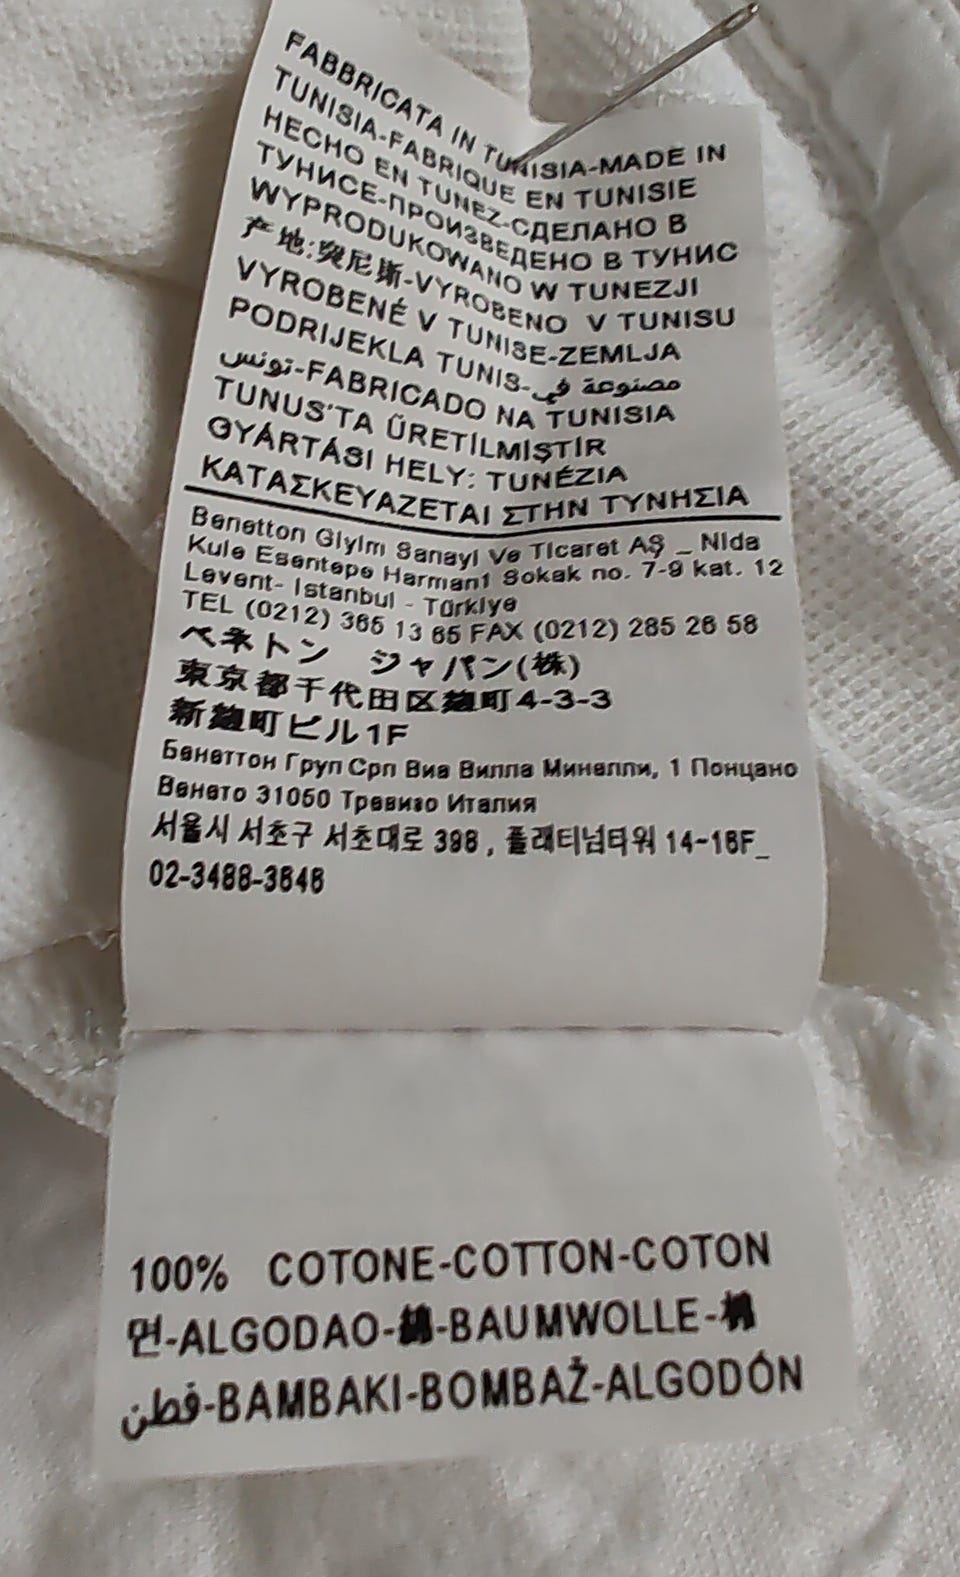 FABBRICATA IN TUNISIA-MADE IN
TUNISIA-FABRIQUE EN TUNISIE
HECHO EN TUNEZ-СДЕЛАНО В
ТУНИСЕ-ПРОИЗВЕДЕНО В ТУНИС
WYPRODUKOWANO W TUNEZJI
产地:突尼斯-VYROBENO V TUNISU
VYROBENÉ V TUNISE-ZEMLJA
PODRIJEKLA TUNIS-مصنوعة في
تونس-FABRICADO NA TUNISIA
TUNUS'TA ÜRETİLMİŞTİR
GYÁRTÁSI HELY: TUNÉZIA
ΚΑΤΑΣΚΕΥΑΖΕΤΑΙ ΣΤΗΝ ΤΥΝΗΣΙΑ
Benetton Giyim Sanayi Ve Ticaret AŞ _ Nida
Kule Esentepe Harman1 Sokak no. 7-9 kat. 12
Levent- Istanbul - Türkiye
TEL (0212) 365 13 65 FAX (0212) 285 26 58
ベネトン ジャパン(株)
東京都千代田区麹町4-3-3
新麹町ビル1F
Бенеттон Груп Срл Виа Вилла Минелли, 1 Понцано
Венето 31050 Тревизо Италия
서울시 서초구 서초대로 398 , 플래티넘타워 14-16F_
02-3488-3646
100% COTONE-COTTON-COTON
면-ALGODAO-綿-BAUMWOLLE-棉
قطن-BAMBAKI-BOMBAŽ-ALGODÓN